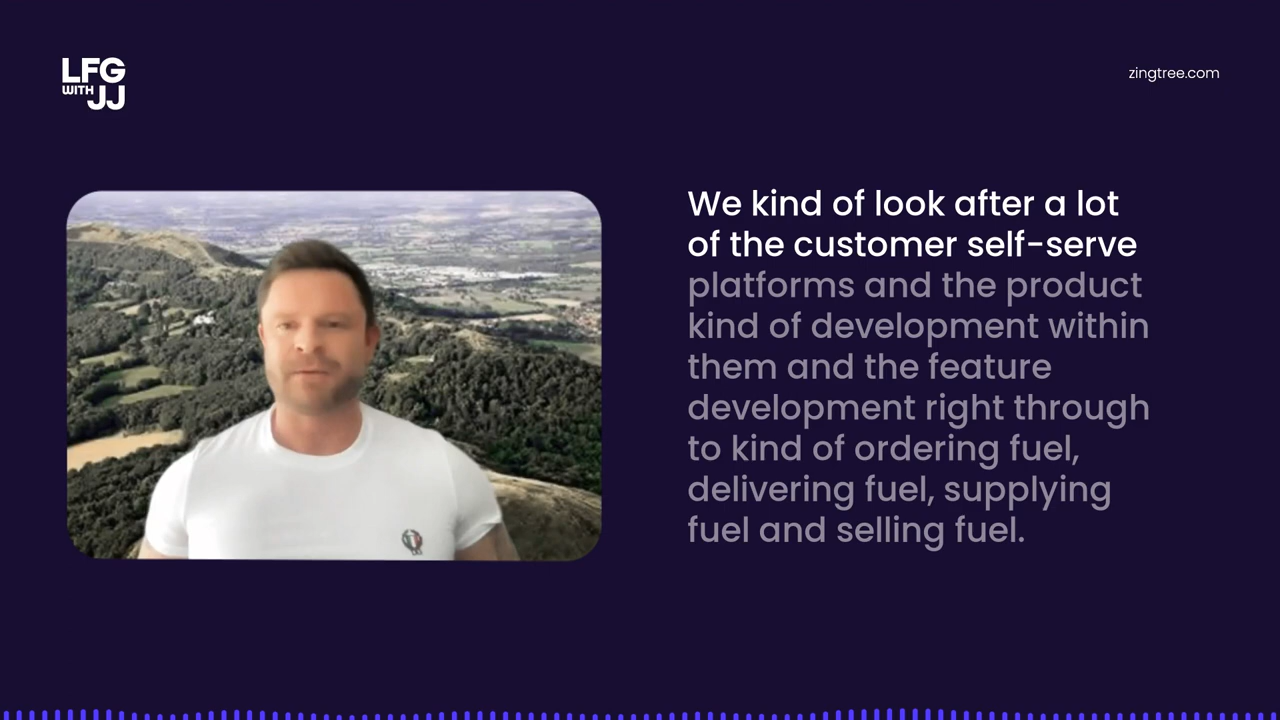 LFG
WITH JJ
zingtree.com
We kind of look after a lot
of the customer self-serve
platforms and the product
kind of development within
them and the feature
development right through
to kind of ordering fuel,
delivering fuel, supplying
fuel and selling fuel.